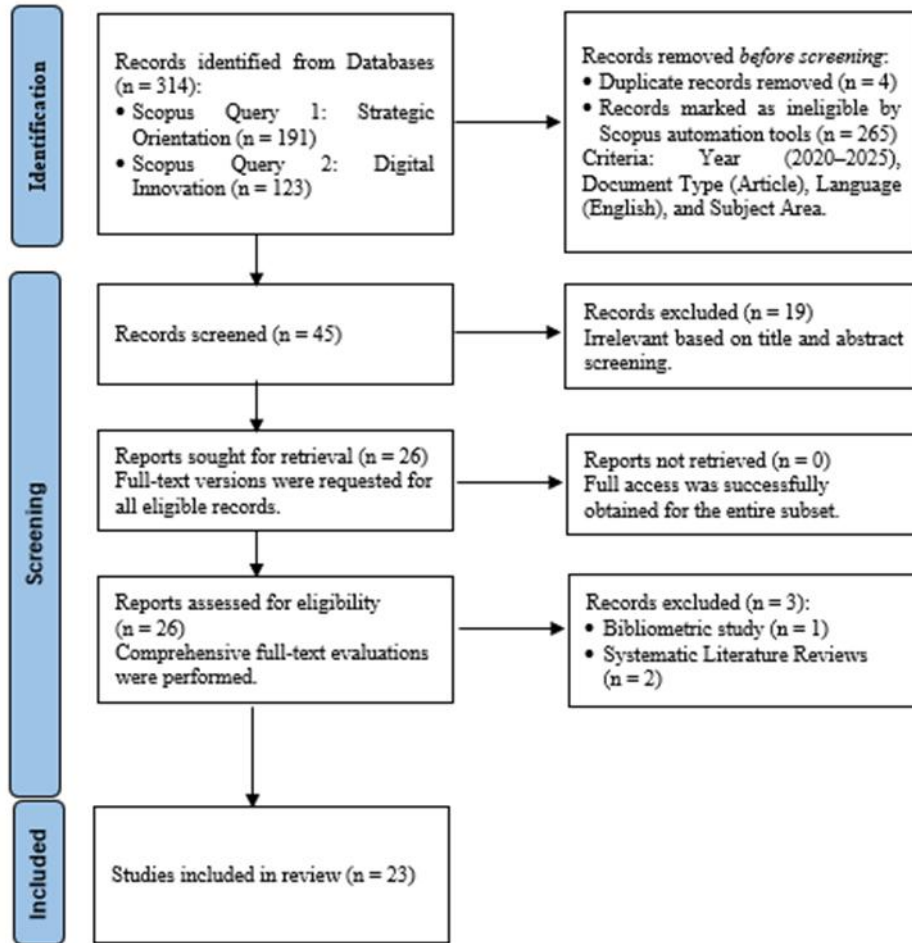 Identification
Records identified from Databases
(n = 314):
• Scopus Query 1: Strategic
Orientation (n = 191)
• Scopus Query 2: Digital
Innovation (n = 123)
Records removed before screening:
• Duplicate records removed (n = 4)
• Records marked as ineligible by
Scopus automation tools (n = 265)
Criteria: Year (2020–2025),
Document Type (Article), Language
(English), and Subject Area.
Screening
Records screened (n = 45)
Records excluded (n = 19)
Irrelevant based on title and abstract
screening.
Reports sought for retrieval (n = 26)
Full-text versions were requested for
all eligible records.
Reports not retrieved (n = 0)
Full access was successfully
obtained for the entire subset.
Reports assessed for eligibility
(n = 26)
Comprehensive full-text evaluations
were performed.
Records excluded (n = 3):
• Bibliometric study (n = 1)
• Systematic Literature Reviews
(n = 2)
Included
Studies included in review (n = 23)